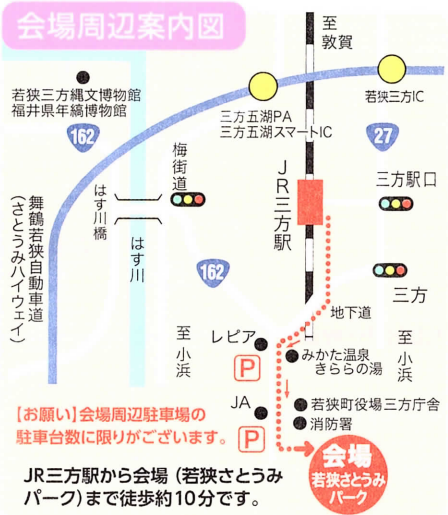 会場周辺案内図
至
敦賀
若狭三方縄文博物館
福井県年縞博物館
162
三方五湖PA
三方五湖スマートIC
若狭三方IC
27
梅街道
JR三方駅
三方駅口
はす川橋
はす川
舞鶴若狭自動車道
(さとうみハイウェイ)
162
三方
地下道
至
小浜
レピア
P
みかた温泉
きららの湯
至
小浜
JA
P
若狭町役場三方庁舎
消防署
【お願い】会場周辺駐車場の
駐車台数に限りがございます。
会場
若狭さとうみ
パーク
JR三方駅から会場(若狭さとうみ
パーク)まで徒歩約10分です。